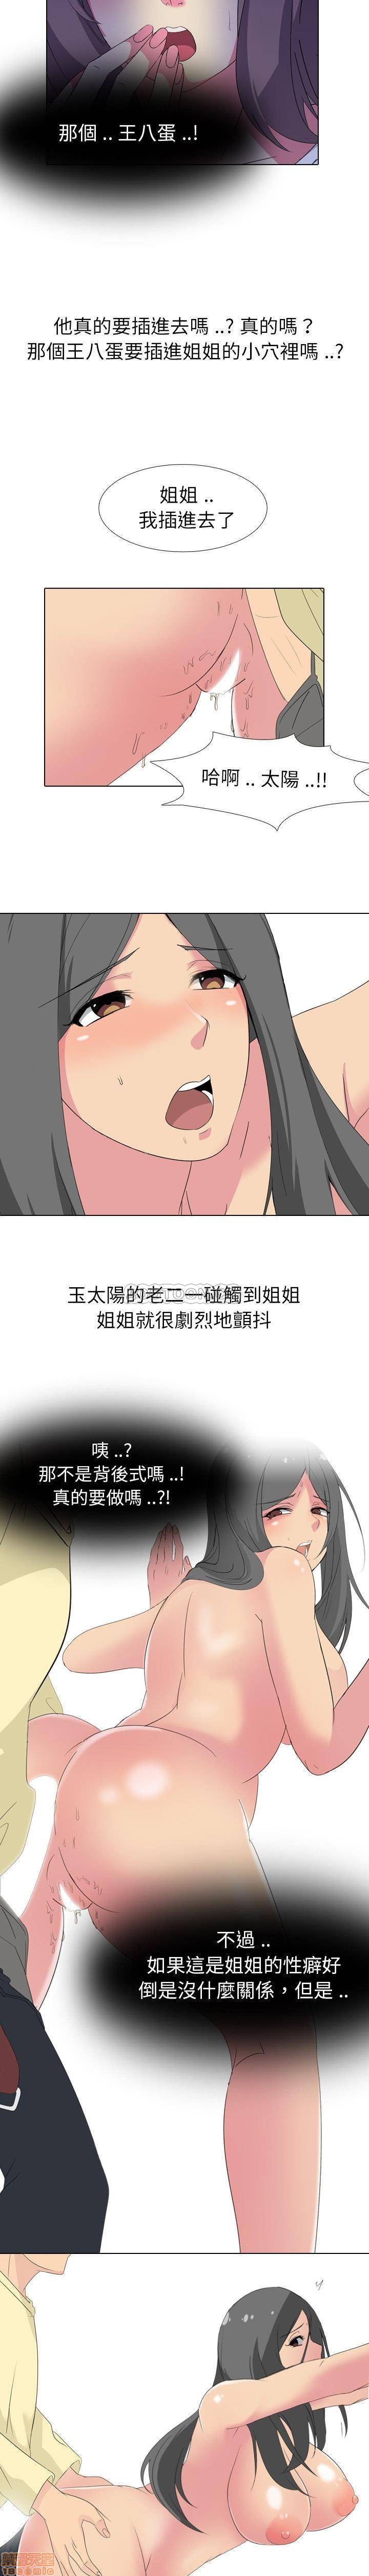 那個 .. 王八蛋 ..!
他真的要插進去嗎 ..? 真的嗎？
那個王八蛋要插進姐姐的小穴裡嗎 ..?
姐姐 ..
我插進去了
哈啊 .. 太陽 ..!!
玉太陽的老二一碰觸到姐姐
姐姐就很劇烈地顫抖
咦 ..?
那不是背後式嗎 ..!
真的要做嗎 ..?!
不過 ..
如果這是姐姐的性癖好
倒是沒什麼關係，但是 ..